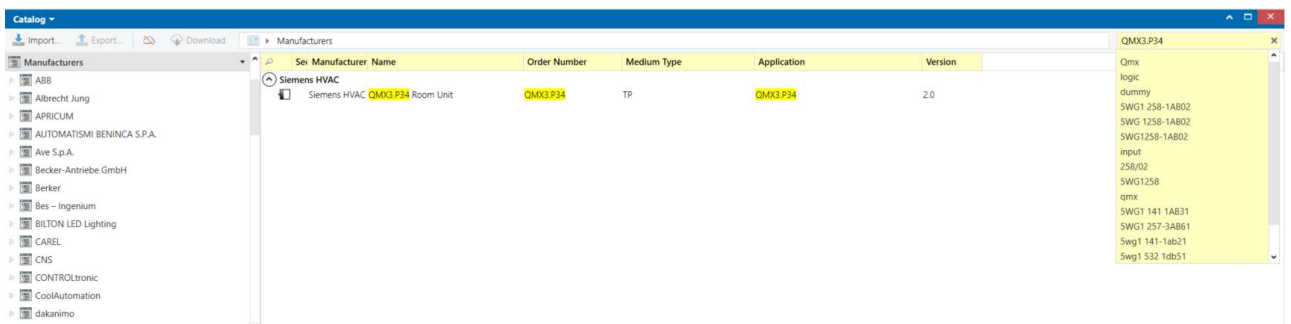 Catalog
Import... Export... Download Manufacturers QMX3.P34
Manufacturers
ABB
Albrecht Jung
APRICUM
AUTOMATISMI BENINCA S.P.A.
Ave S.p.A.
Becker-Antriebe GmbH
Berker
Bes – Ingenium
BILTON LED Lighting
CAREL
CNS
CONTROLtronic
CoolAutomation
dakanimo
Manufacturer Name Order Number Medium Type Application Version
Siemens HVAC
Siemens HVAC QMX3.P34 Room Unit QMX3.P34 TP QMX3.P34 2.0
Qmx
logic
dummy
5WG1 258-1AB02
5WG 1258-1AB02
5WG1258-1AB02
input
258/02
5WG1258
qmx
5WG1 141 1AB31
5WG1 257-3AB61
5wg1 141-1ab21
5wg1 532 1db51